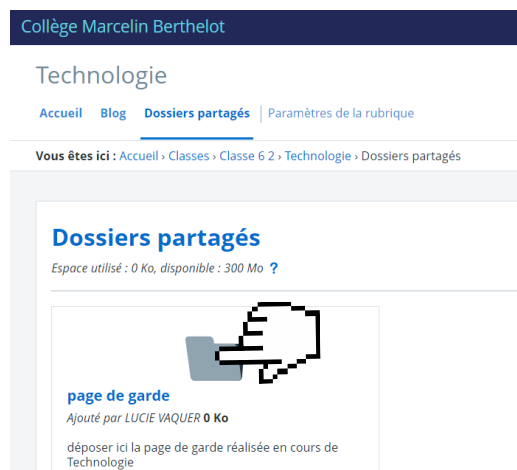 Collège Marcelin Berthelot
Technologie
Accueil Blog Dossiers partagés Paramètres de la rubrique
Vous êtes ici : Accueil › Classes › Classe 6 2 › Technologie › Dossiers partagés
Dossiers partagés
Espace utilisé : 0 Ko, disponible : 300 Mo ?
page de garde
Ajouté par LUCIE VAQUER 0 Ko
déposer ici la page de garde réalisée en cours de
Technologie